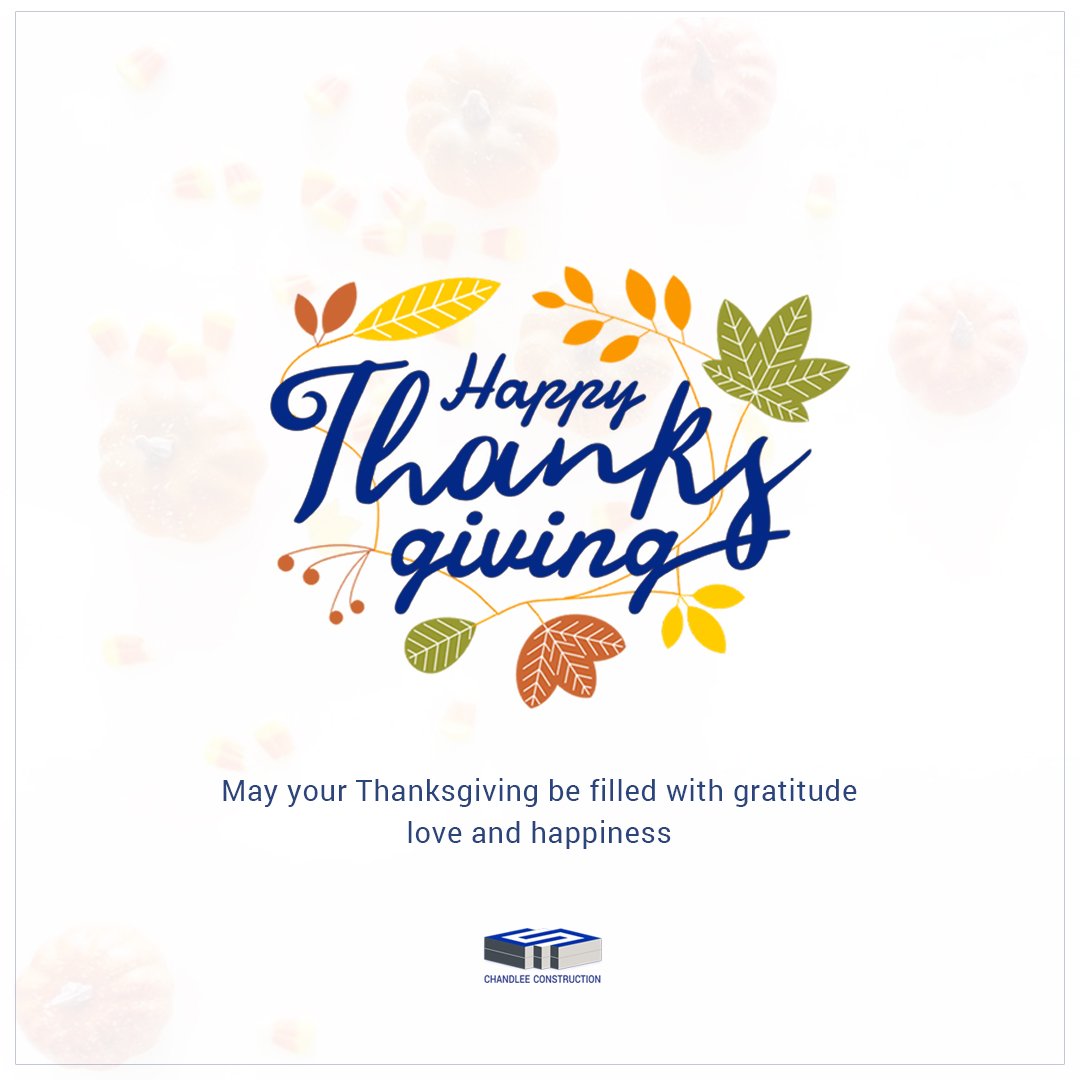 Happy
Thanks
giving
May your Thanksgiving be filled with gratitude
love and happiness
CHANDLEE CONSTRUCTION